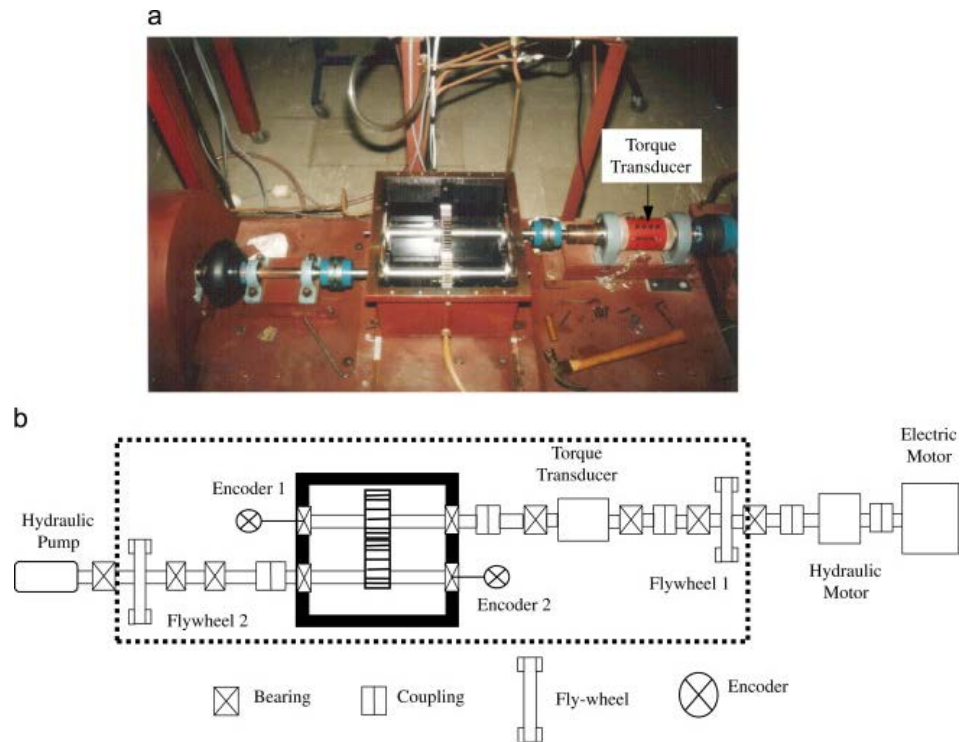 a
Torque
Transducer
b
Electric
Motor
Torque
Transducer
Encoder 1
Hydraulic
Pump
Flywheel 1
Hydraulic
Motor
Encoder 2
Flywheel 2
Bearing
Coupling
Fly-wheel
Encoder